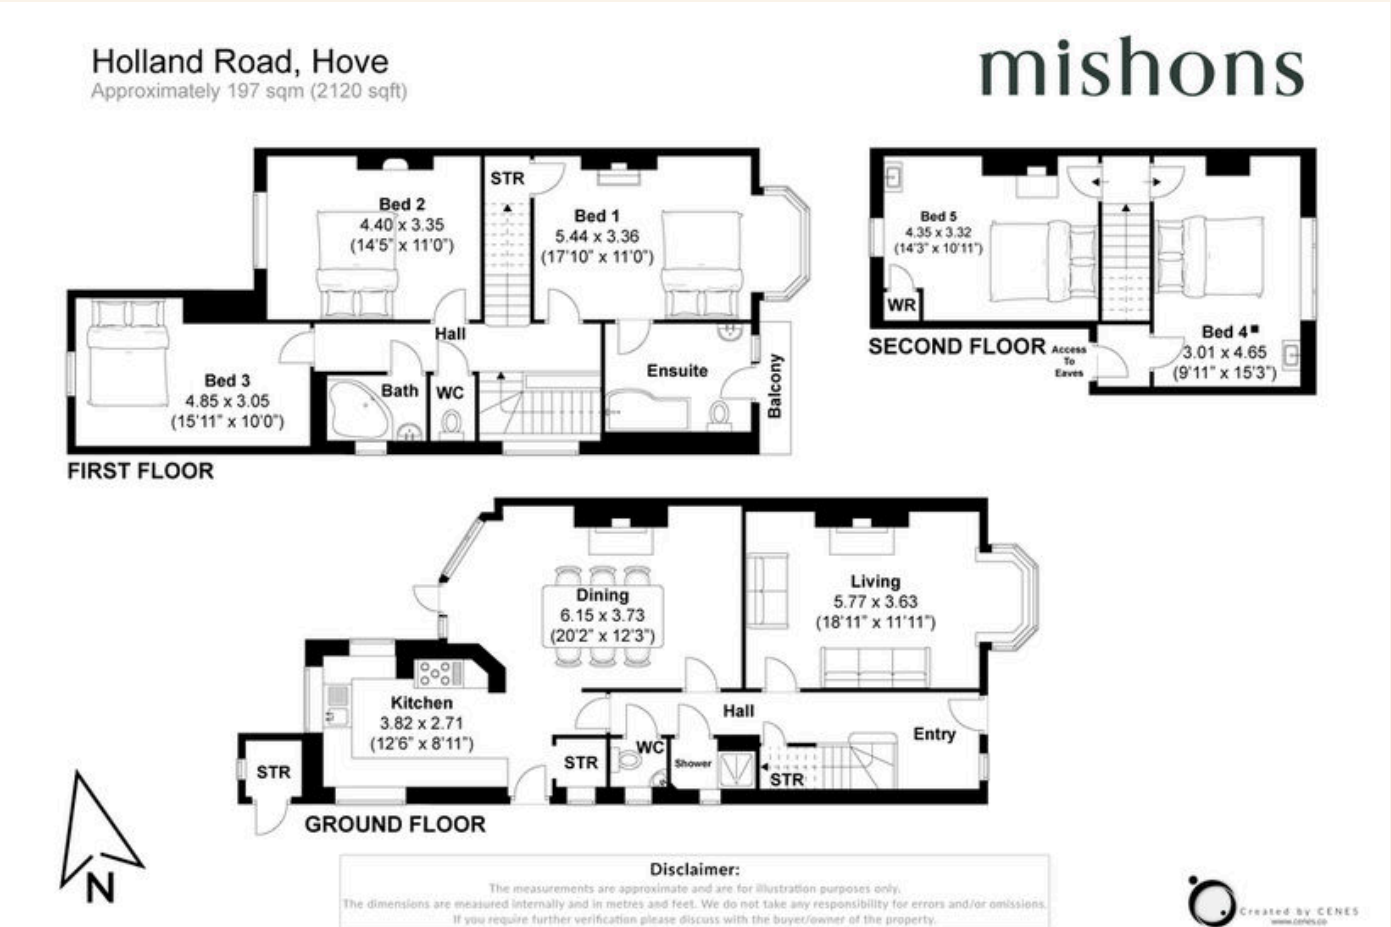 Holland Road, Hove
Approximately 197 sqm (2120 sqft)
mishons
STR
Bed 2
4.40 x 3.35
(14'5" x 11'0")
Bed 1
5.44 x 3.36
(17'10" x 11'0")
Hall
Bed 3
4.85 x 3.05
(15'11" x 10'0")
Bath
WC
Ensuite
Balcony
FIRST FLOOR
Bed 5
4.35 x 3.32
(14'3" x 10'11")
WR
Bed 4
3.01 x 4.65
(9'11" x 15'3")
SECOND FLOOR
Access
To
Eaves
Dining
6.15 x 3.73
(20'2" x 12'3")
Living
5.77 x 3.63
(18'11" x 11'11")
Kitchen
3.82 x 2.71
(12'6" x 8'11")
Hall
Entry
STR
STR
WC
Shower
STR
GROUND FLOOR
N
Disclaimer:
The measurements are approximate and are for illustration purposes only.
The dimensions are measured internally and in metres and feet. We do not take any responsibility for errors and/or omissions.
If you require further verification please discuss with the buyer/owner of the property.
Created by CENES
www.cenes.co